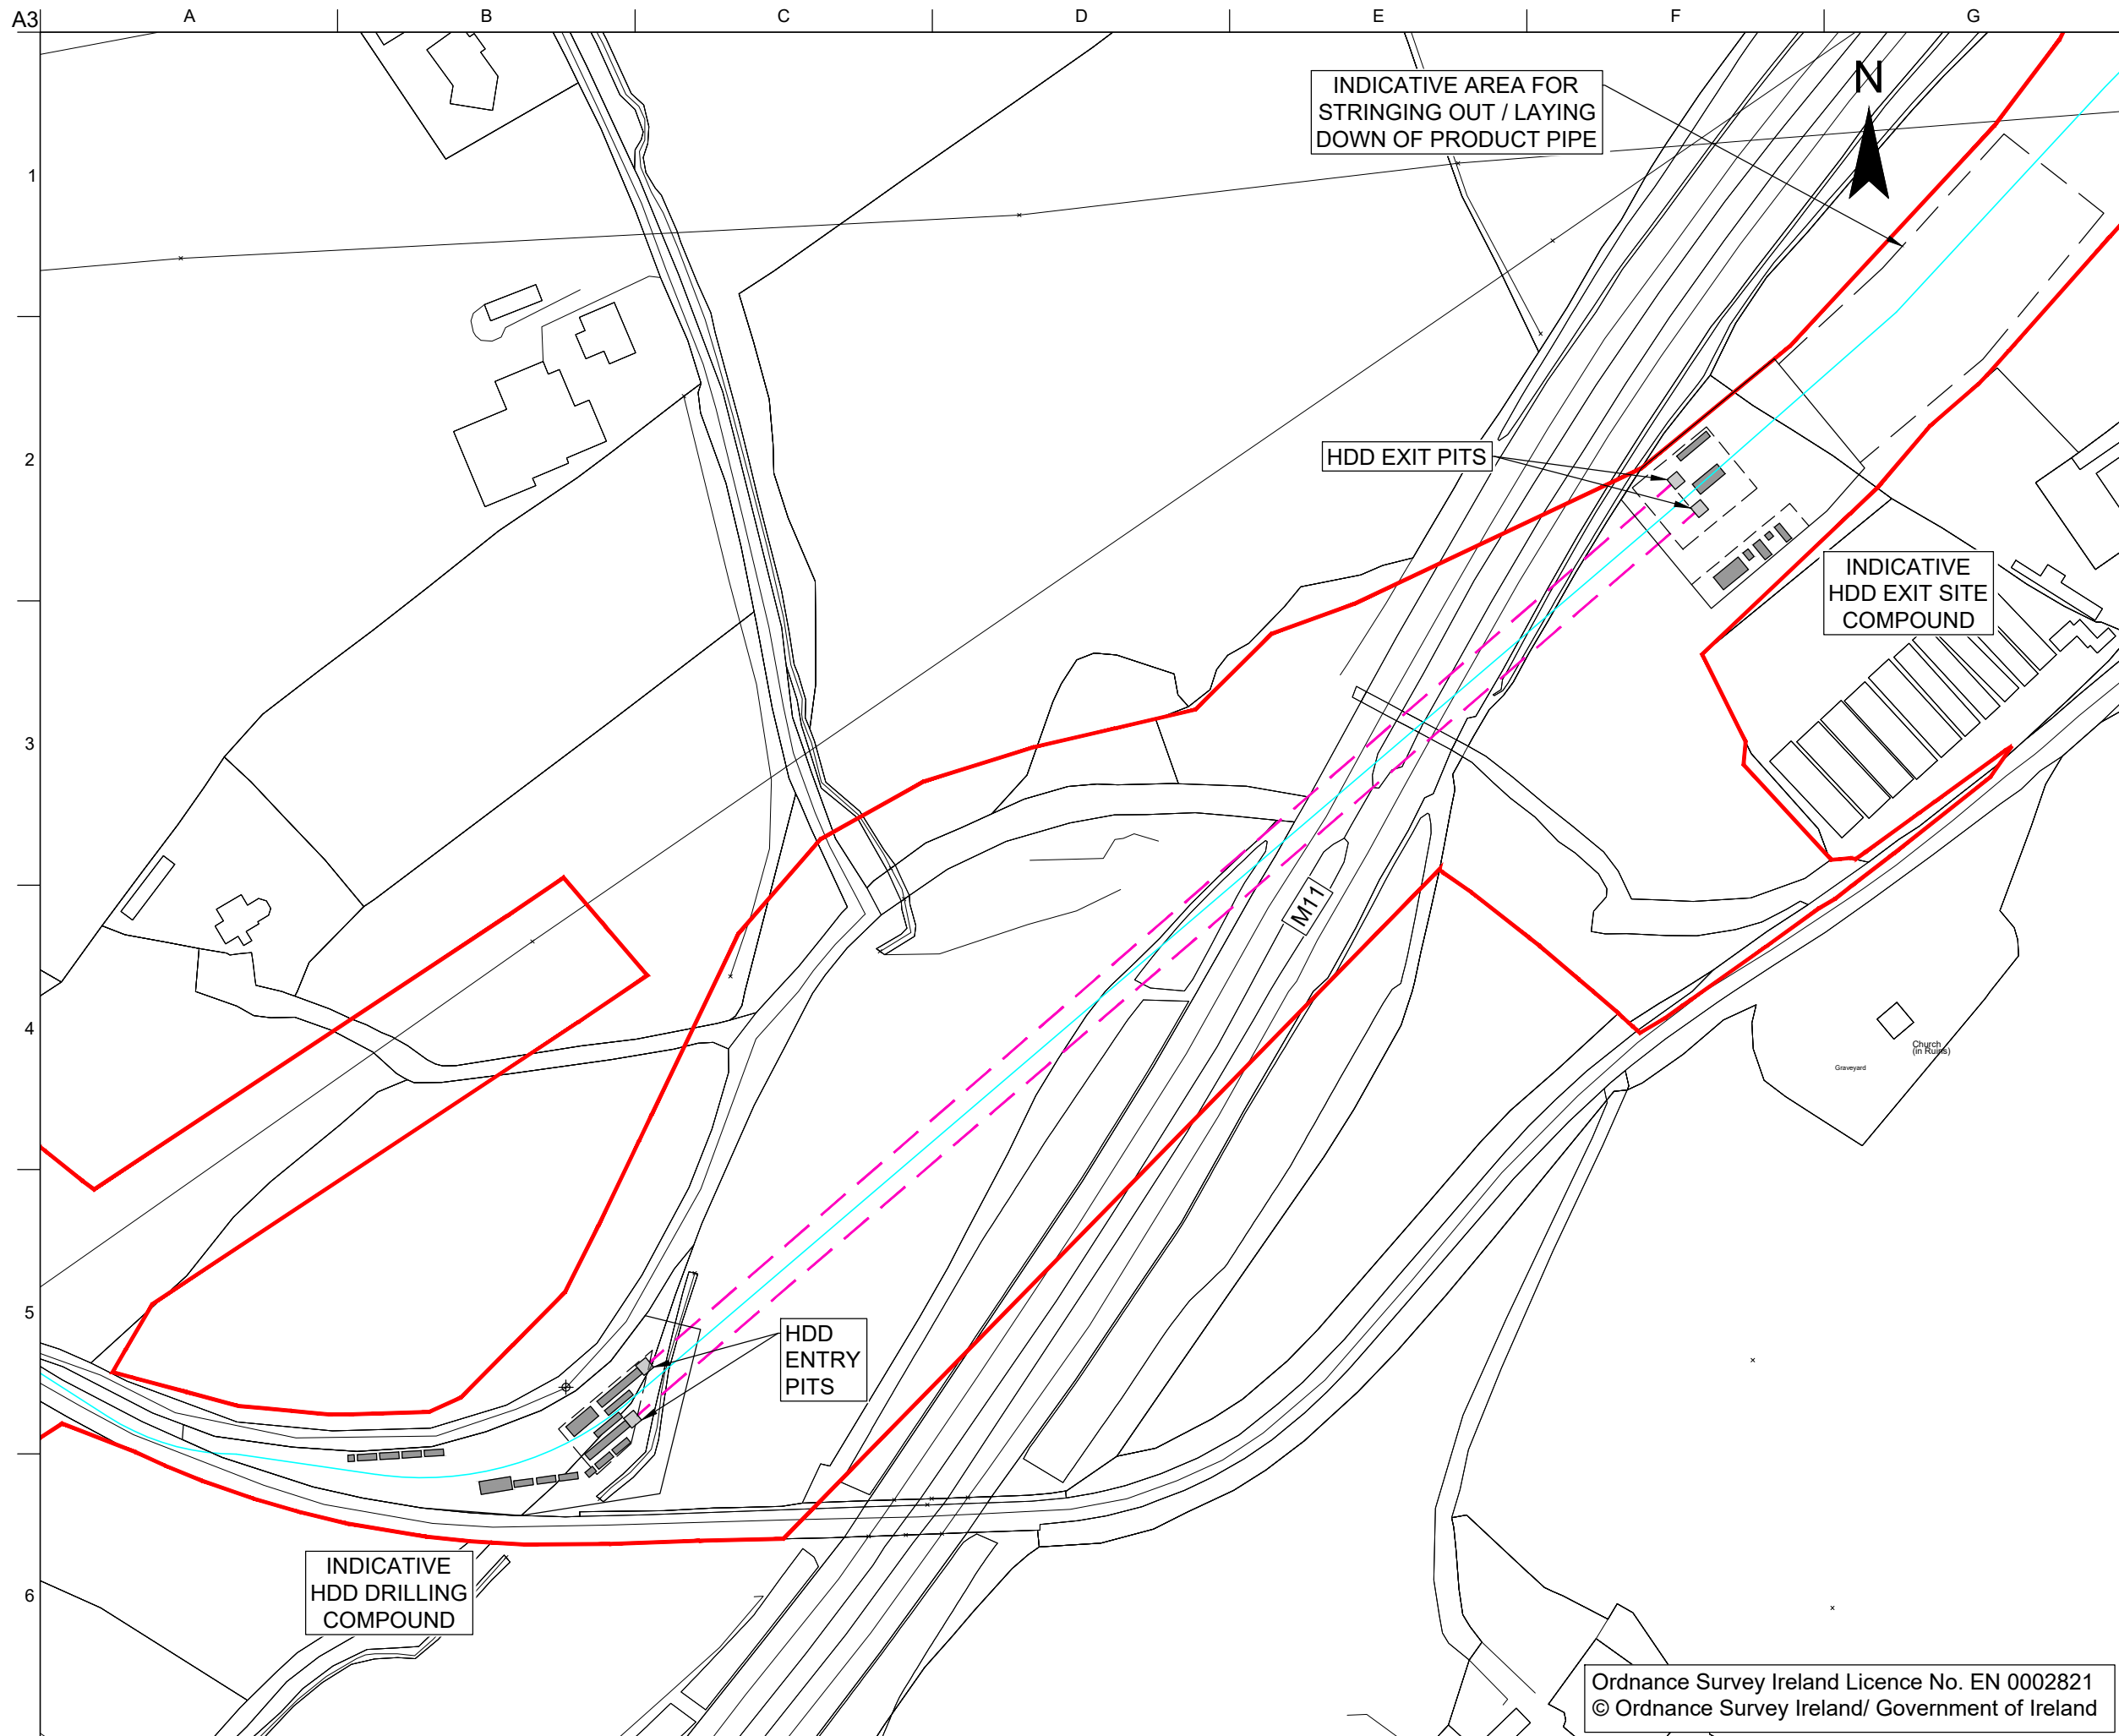 A3
A
B
C
D
E
F
G
1
2
3
4
5
6
INDICATIVE AREA FOR
STRINGING OUT / LAYING
DOWN OF PRODUCT PIPE
N
HDD EXIT PITS
INDICATIVE
HDD EXIT SITE
COMPOUND
M11
Church
(in Ruins)
Graveyard
HDD
ENTRY
PITS
INDICATIVE
HDD DRILLING
COMPOUND
Ordnance Survey Ireland Licence No. EN 0002821
© Ordnance Survey Ireland/ Government of Ireland